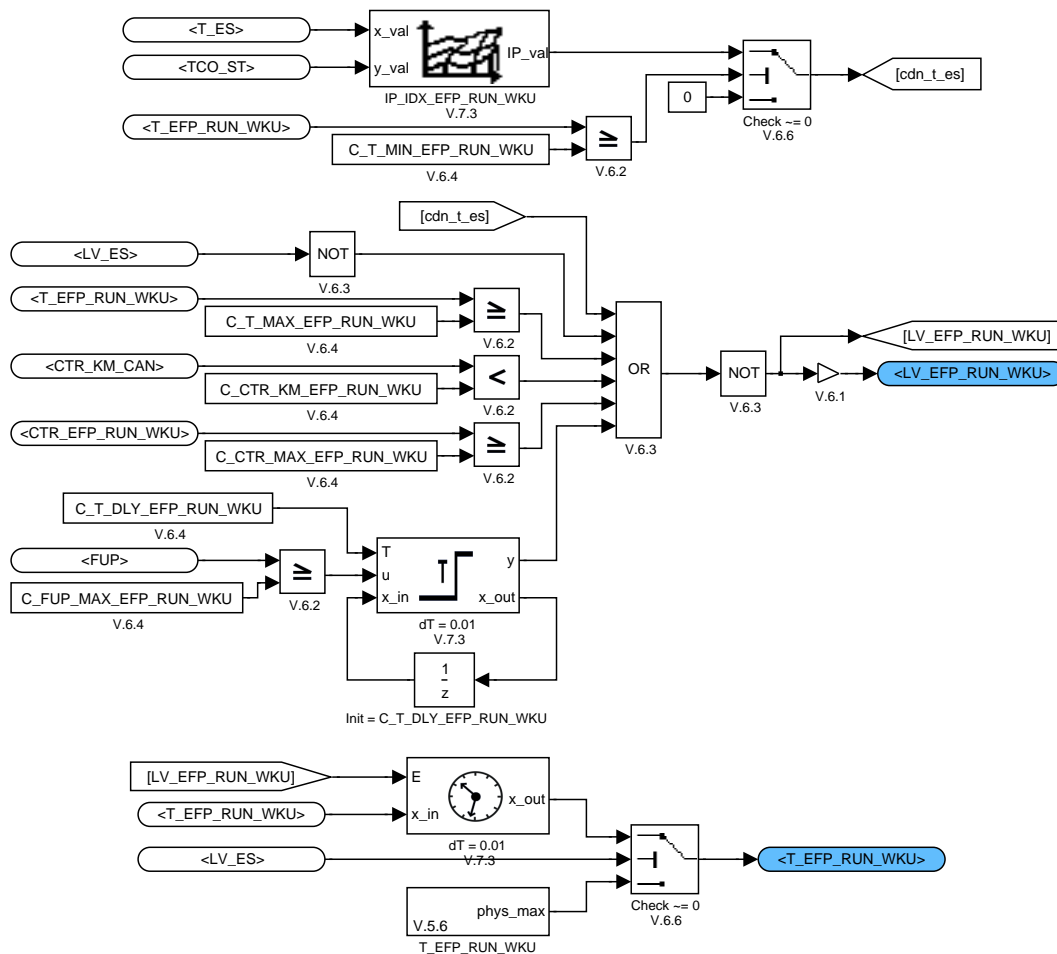 <T_ES>
x_val
IP_val
<TCO_ST>
y_val
[cdn_t_es]
IP_IDX_EFP_RUN_WKU
V.7.3
0
<T_EFP_RUN_WKU>
Check ~= 0
V.6.6
C_T_MIN_EFP_RUN_WKU
≥
V.6.4
V.6.2
[cdn_t_es]
<LV_ES>
NOT
V.6.3
<T_EFP_RUN_WKU>
C_T_MAX_EFP_RUN_WKU
≥
V.6.4
V.6.2
[LV_EFP_RUN_WKU]
<CTR_KM_CAN>
C_CTR_KM_EFP_RUN_WKU
<
V.6.4
V.6.2
OR
NOT
V.6.3
V.6.1
<LV_EFP_RUN_WKU>
<CTR_EFP_RUN_WKU>
C_CTR_MAX_EFP_RUN_WKU
≥
V.6.4
V.6.2
V.6.3
C_T_DLY_EFP_RUN_WKU
V.6.4
<FUP>
C_FUP_MAX_EFP_RUN_WKU
≥
V.6.4
V.6.2
T
y
u
x_in
x_out
dT = 0.01
V.7.3
1
z
Init = C_T_DLY_EFP_RUN_WKU
[LV_EFP_RUN_WKU]
E
x_out
<T_EFP_RUN_WKU>
x_in
dT = 0.01
V.7.3
<LV_ES>
<T_EFP_RUN_WKU>
phys_max
V.5.6
T_EFP_RUN_WKU
Check ~= 0
V.6.6